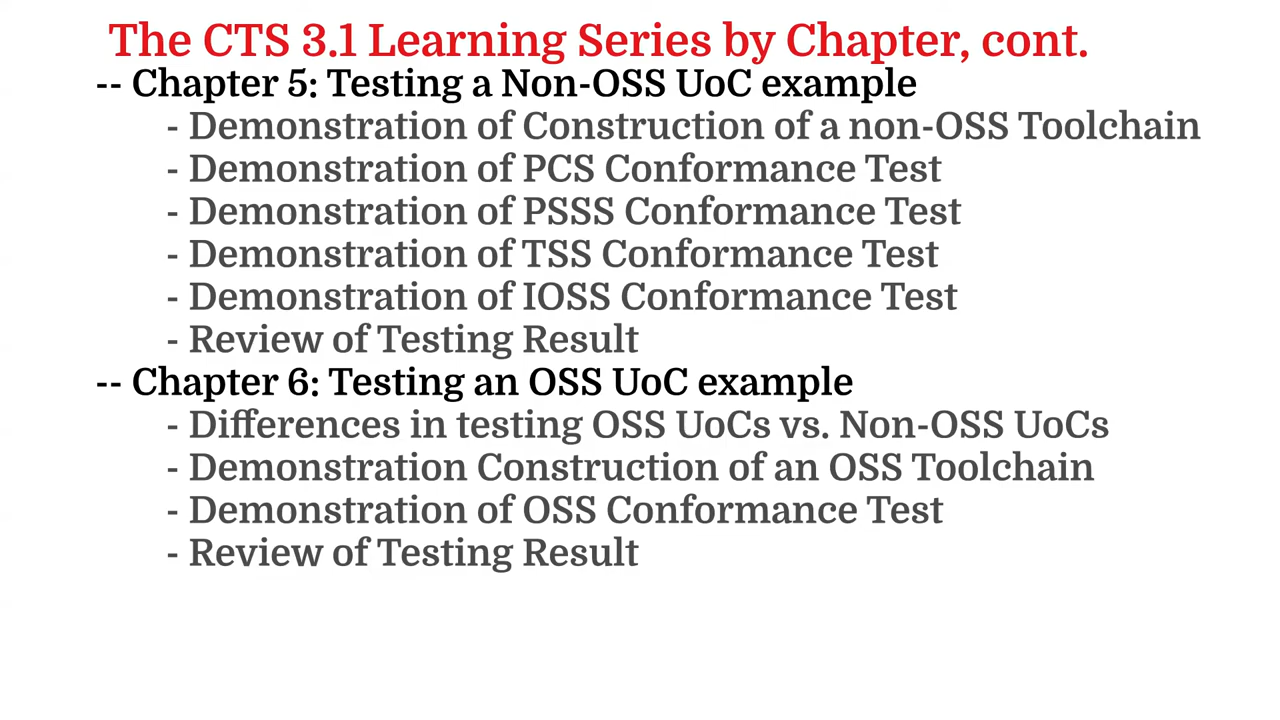 The CTS 3.1 Learning Series by Chapter, cont.
-- Chapter 5: Testing a Non-OSS UoC example
- Demonstration of Construction of a non-OSS Toolchain
- Demonstration of PCS Conformance Test
- Demonstration of PSSS Conformance Test
- Demonstration of TSS Conformance Test
- Demonstration of IOSS Conformance Test
- Review of Testing Result
-- Chapter 6: Testing an OSS UoC example
- Differences in testing OSS UoCs vs. Non-OSS UoCs
- Demonstration Construction of an OSS Toolchain
- Demonstration of OSS Conformance Test
- Review of Testing Result